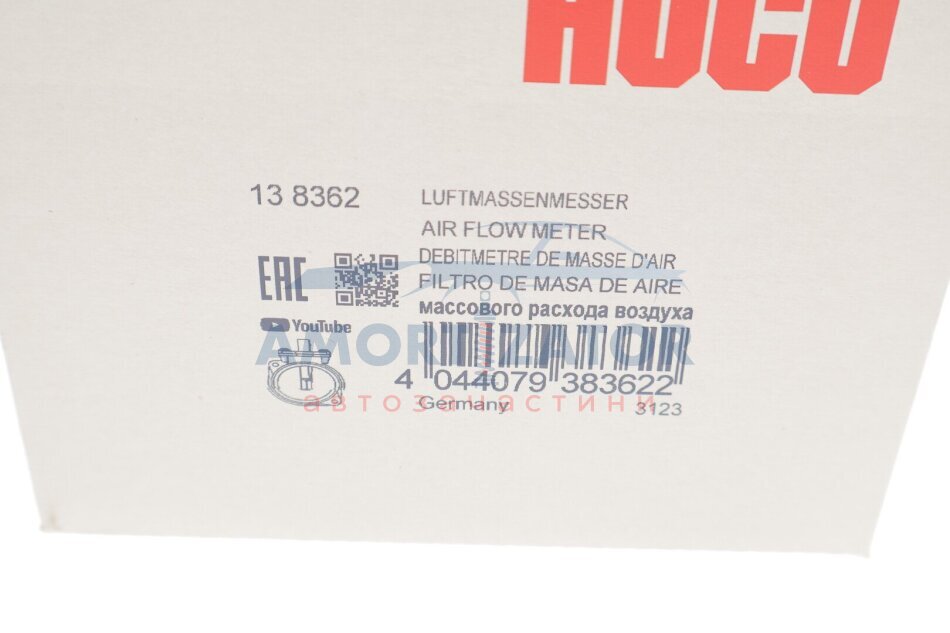 HÜCO
13 8362
LUFTMASSENMESSER
AIR FLOW METER
DEBITMETRE DE MASSE D'AIR
FILTRO DE MASA DE AIRE
массового расхода воздуха
EAC
YouTube
AMORTIZATOR
автозапчастини
4 044079 383622
Germany
3123